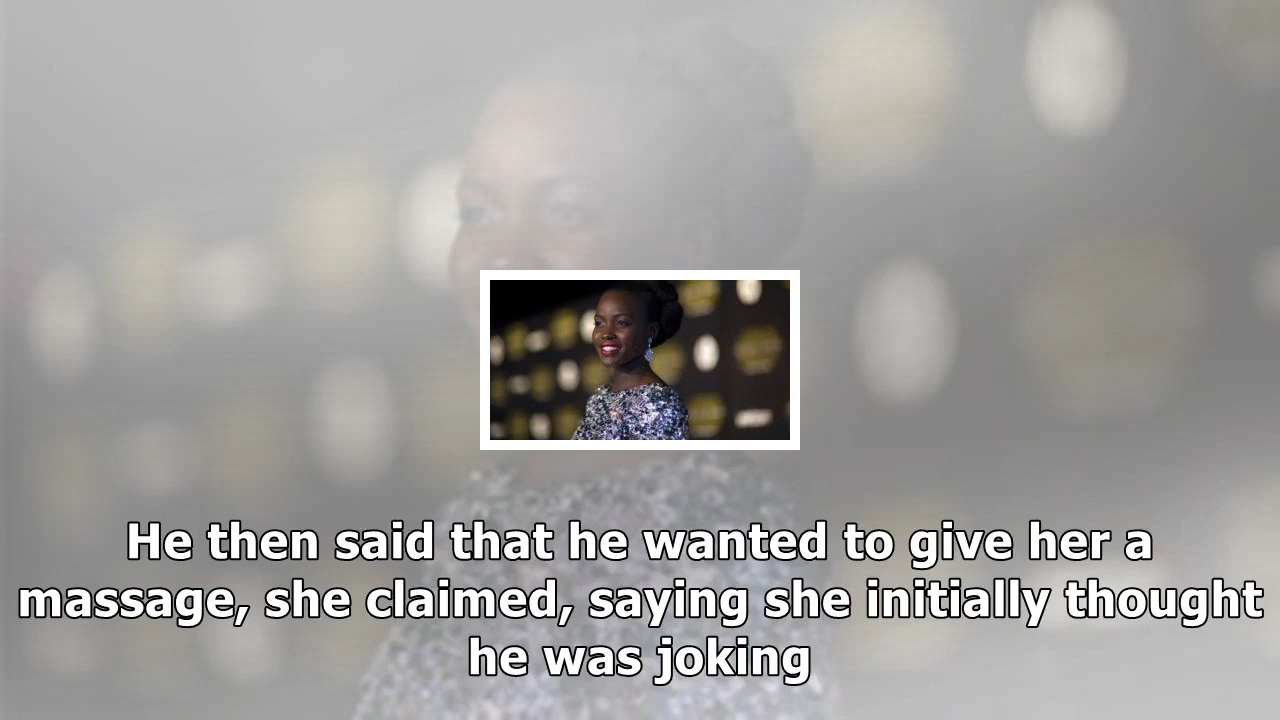 He then said that he wanted to give her a
massage, she claimed, saying she initially thought
he was joking